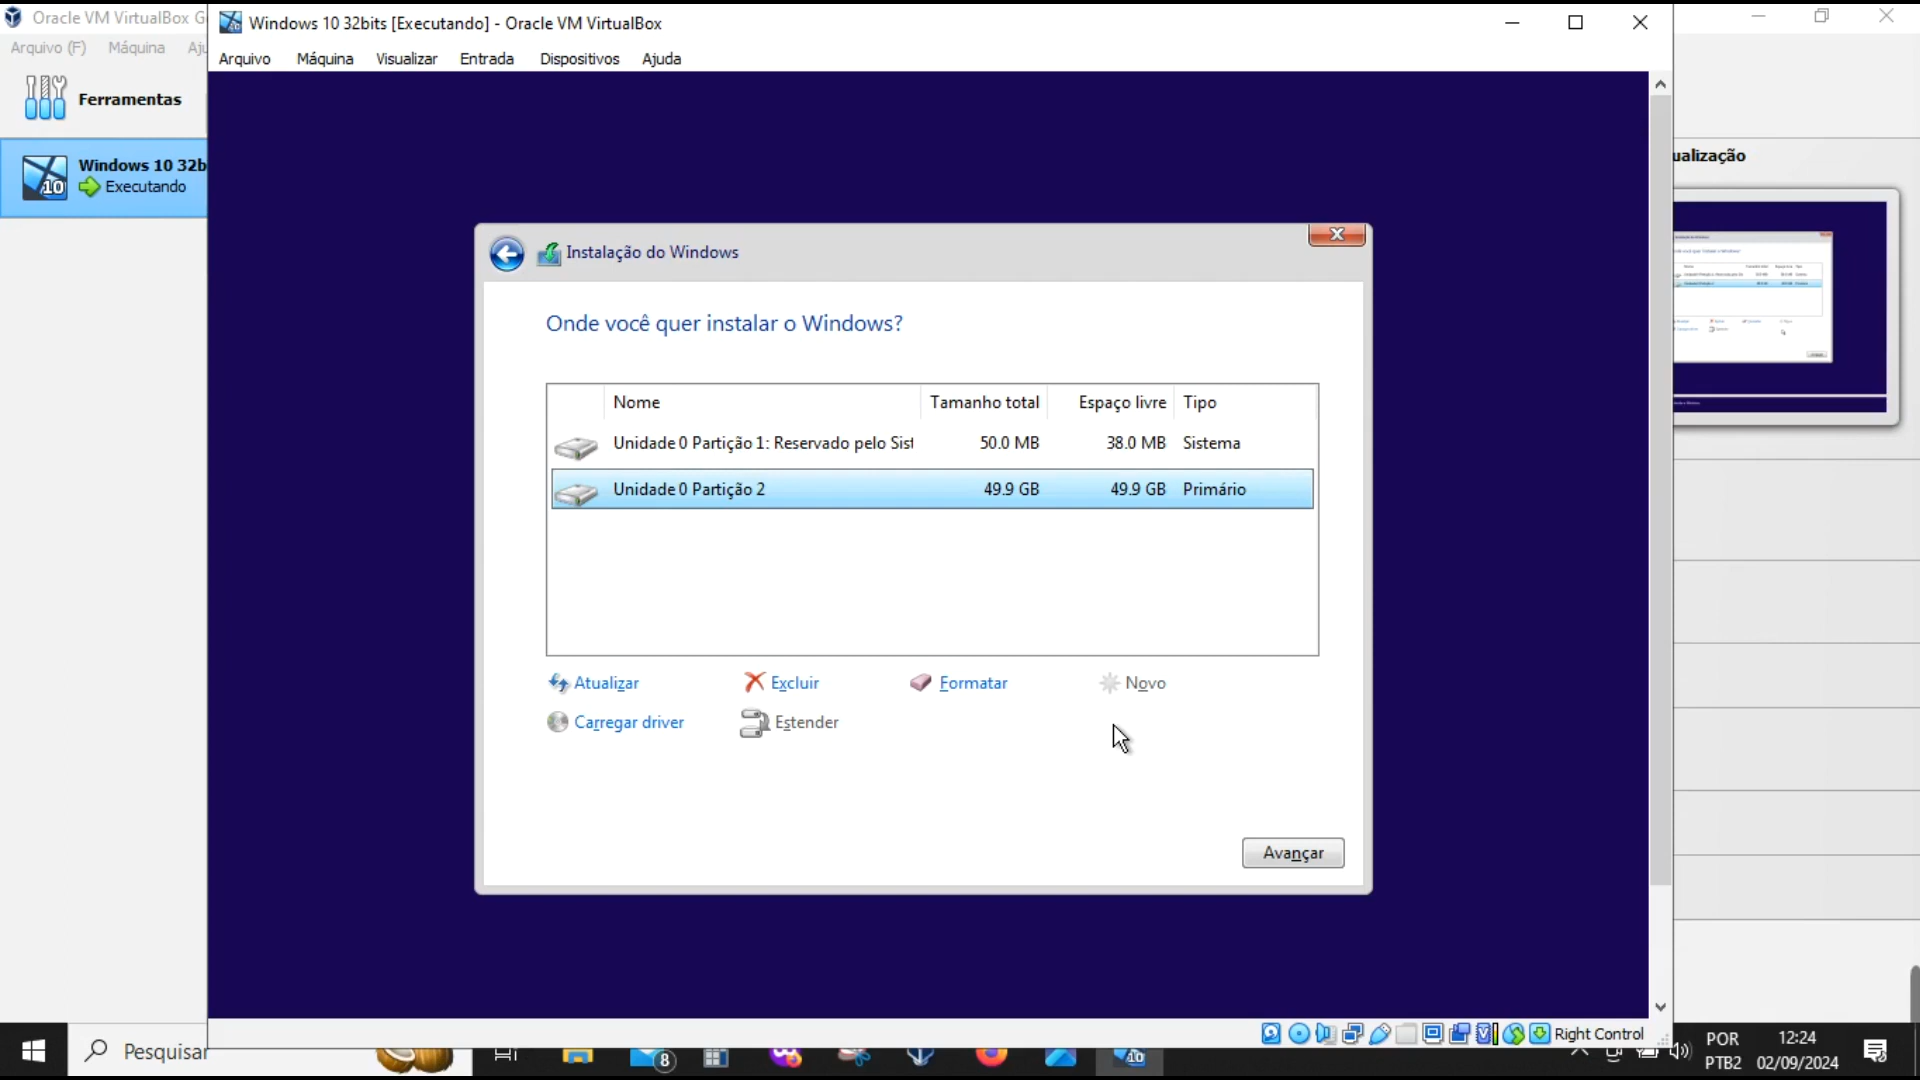 Oracle VM VirtualBox G
Arquivo (F) Máquina Aju
Ferramentas
Windows 10 32b
Executando
Windows 10 32bits [Executando] - Oracle VM VirtualBox
Arquivo Máquina Visualizar Entrada Dispositivos Ajuda
ualização
Instalação do Windows
Onde você quer instalar o Windows?
Nome Tamanho total Espaço livre Tipo
Unidade 0 Partição 1: Reservado pelo Sist 50.0 MB 38.0 MB Sistema
Unidade 0 Partição 2 49.9 GB 49.9 GB Primário
Atualizar Excluir Formatar Novo
Carregar driver Estender
Avançar
Right Control
Pesquisar
8
10
POR
PTB2
12:24
02/09/2024